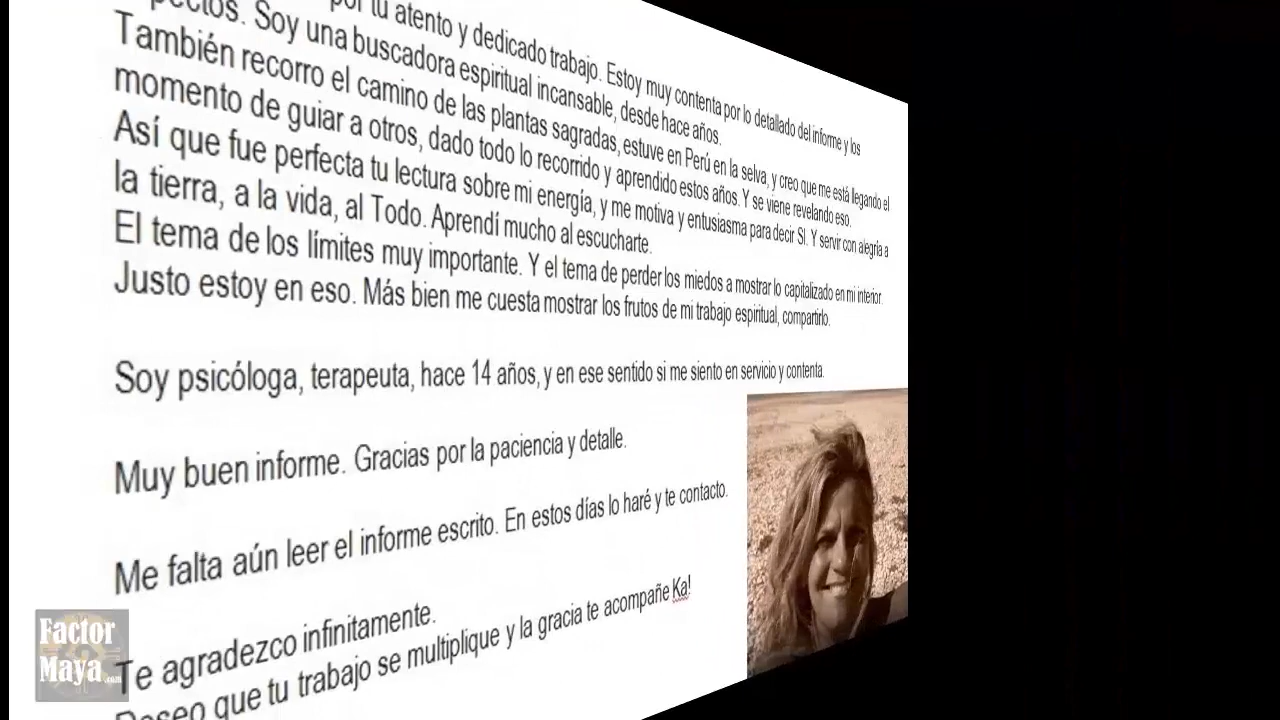 por tu atento y dedicado trabajo. Estoy muy contenta por lo detallado del informe y los
Soy una buscadora espiritual incansable, desde hace años.
También recorro el camino de las plantas sagradas, estuve en Perú en la selva, y creo que me está llegando el
momento de guiar a otros, dado todo lo recorrido y aprendido estos años. Y se viene revelando eso.
Así que fue perfecta tu lectura sobre mi energía, y me motiva y entusiasma para decir SI. Y servir con alegría a
la tierra, a la vida, al Todo. Aprendí mucho al escucharte.
El tema de los límites muy importante. Y el tema de perder los miedos a mostrar lo capitalizado en mi interior.
Justo estoy en eso. Más bien me cuesta mostrar los frutos de mi trabajo espiritual, compartirlo.
Soy psicóloga, terapeuta, hace 14 años, y en ese sentido si me siento en servicio y contenta.
Muy buen informe. Gracias por la paciencia y detalle.
Me falta aún leer el informe escrito. En estos días lo haré y te contacto.
Te agradezco infinitamente.
Deseo que tu trabajo se multiplique y la gracia te acompañe Ka!
Factor
Maya.com